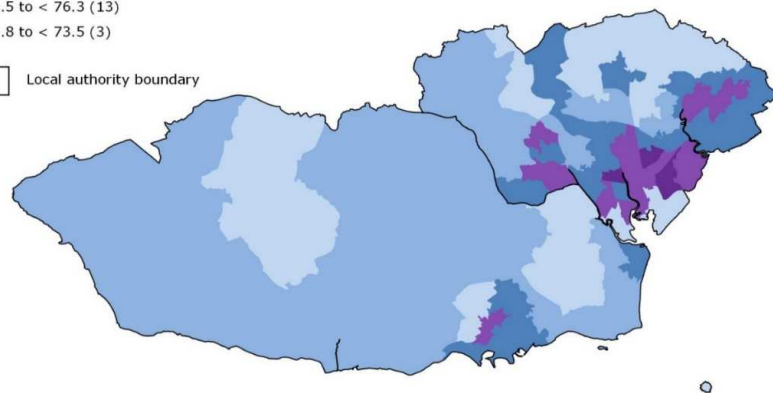 .5 to < 76.3 (13)
.8 to < 73.5 (3)
Local authority boundary